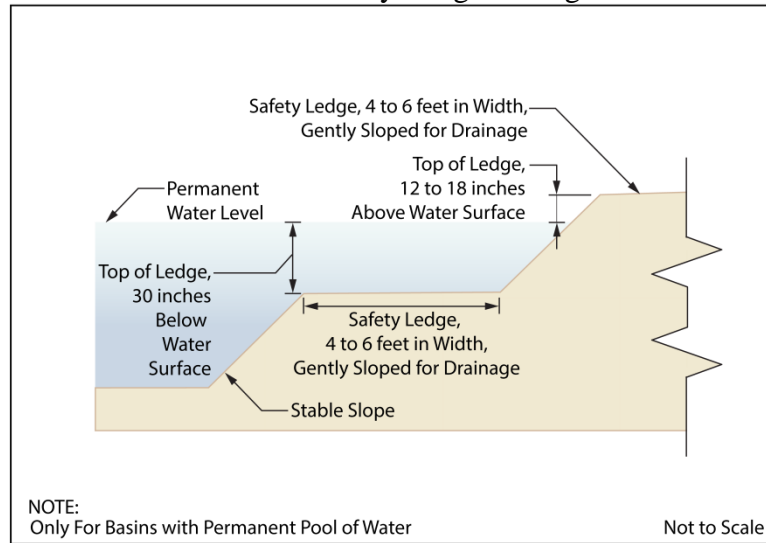 Safety Ledge, 4 to 6 feet in Width,
Gently Sloped for Drainage
Top of Ledge,
12 to 18 inches
Above Water Surface
Permanent
Water Level
Top of Ledge,
30 inches
Below
Water
Surface
Safety Ledge,
4 to 6 feet in Width,
Gently Sloped for Drainage
Stable Slope
NOTE:
Only For Basins with Permanent Pool of Water
Not to Scale